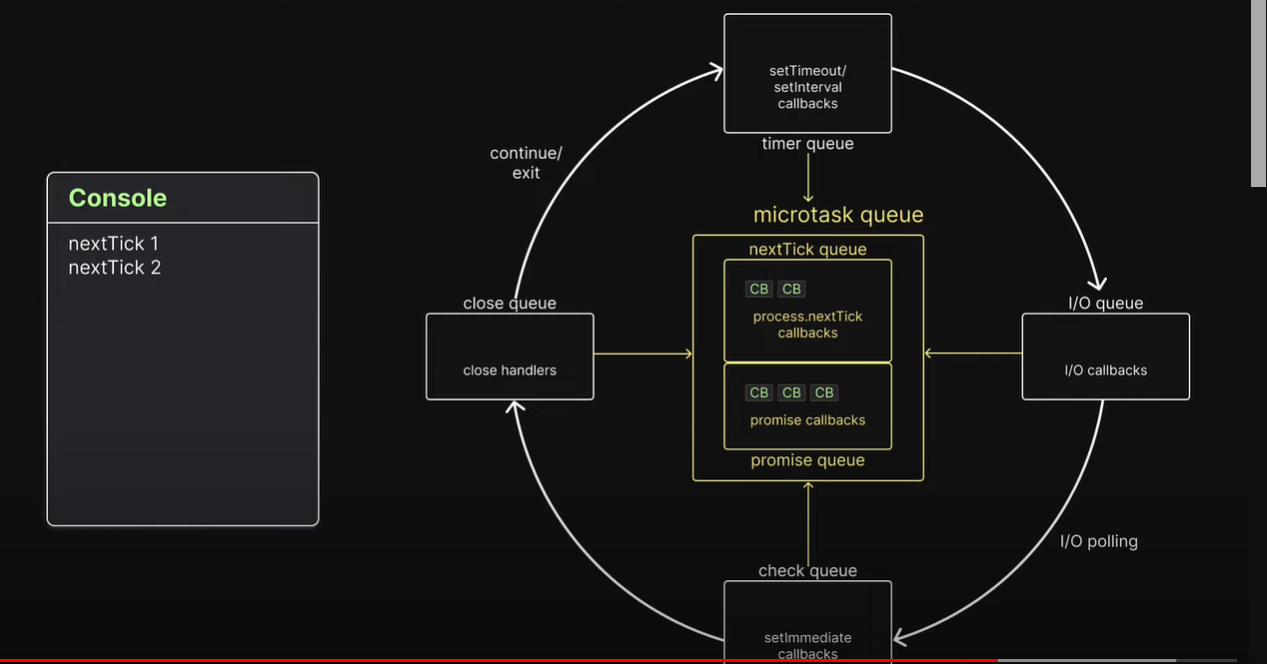 Console
nextTick 1
nextTick 2
continue/
exit
setTimeout/
setInterval
callbacks
timer queue
microtask queue
nextTick queue
CB CB
process.nextTick
callbacks
CB CB CB
promise callbacks
promise queue
close queue
close handlers
I/O queue
I/O callbacks
I/O polling
check queue
setImmediate
callbacks